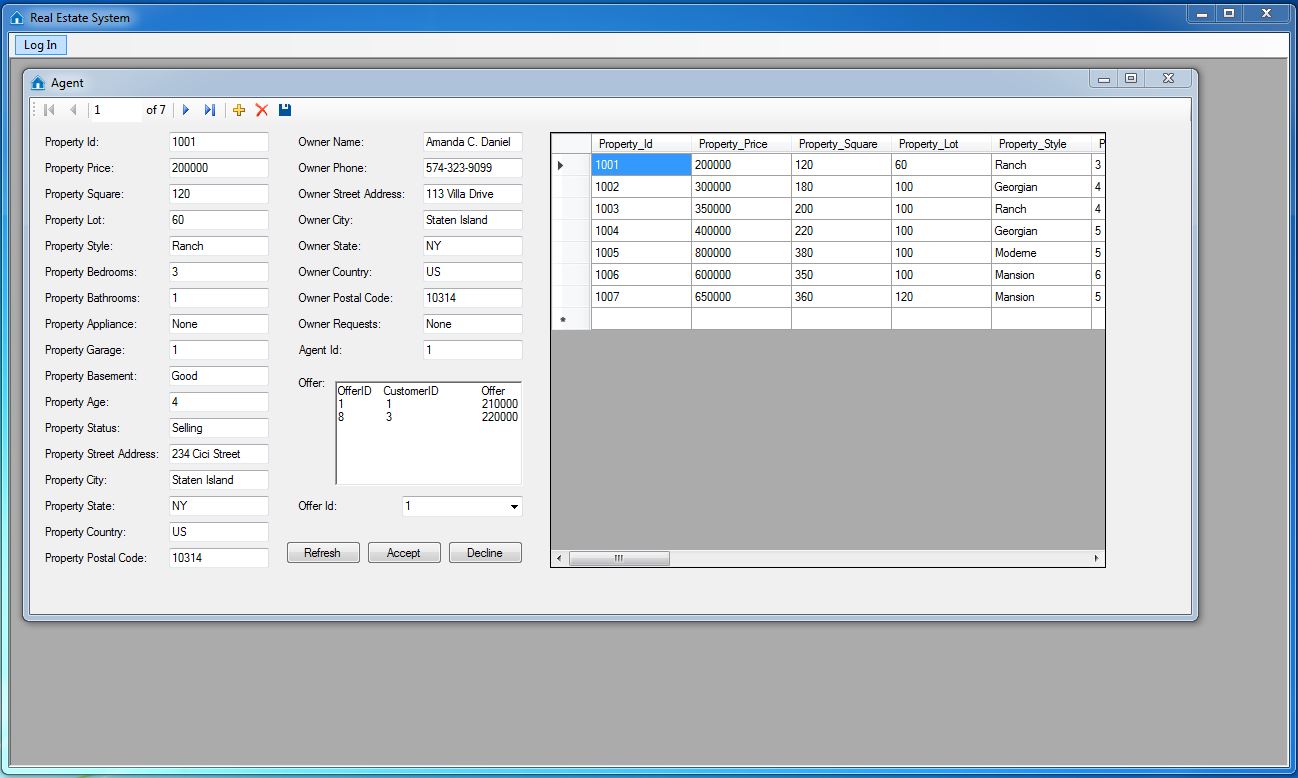 Real Estate System
Log In
Agent
1 of 7
Property Id: 1001
Property Price: 200000
Property Square: 120
Property Lot: 60
Property Style: Ranch
Property Bedrooms: 3
Property Bathrooms: 1
Property Appliance: None
Property Garage: 1
Property Basement: Good
Property Age: 4
Property Status: Selling
Property Street Address: 234 Cici Street
Property City: Staten Island
Property State: NY
Property Country: US
Property Postal Code: 10314
Owner Name: Amanda C. Daniel
Owner Phone: 574-323-9099
Owner Street Address: 113 Villa Drive
Owner City: Staten Island
Owner State: NY
Owner Country: US
Owner Postal Code: 10314
Owner Requests: None
Agent Id: 1
Offer:
OfferID CustomerID Offer
1 1 210000
8 3 220000
Offer Id: 1
Refresh Accept Decline
Property_Id Property_Price Property_Square Property_Lot Property_Style P
1001 200000 120 60 Ranch 3
1002 300000 180 100 Georgian 4
1003 350000 200 100 Ranch 4
1004 400000 220 100 Georgian 5
1005 800000 380 100 Moderne 5
1006 600000 350 100 Mansion 6
1007 650000 360 120 Mansion 5
*